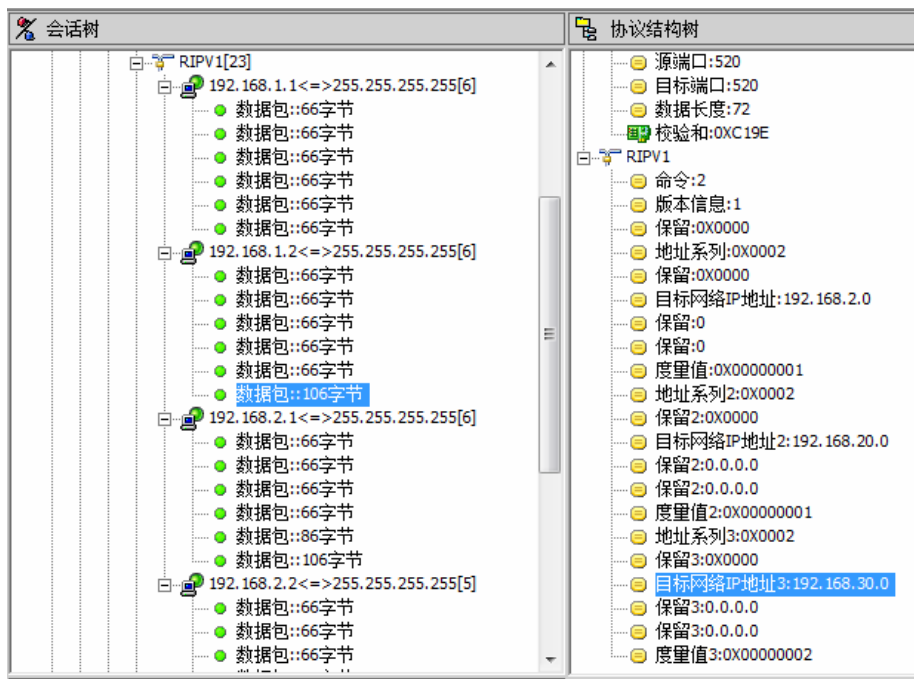 会话树
RIPV1[23]
192.168.1.1<=>255.255.255.255[6]
数据包::66字节
数据包::66字节
数据包::66字节
数据包::66字节
数据包::66字节
数据包::66字节
192.168.1.2<=>255.255.255.255[6]
数据包::66字节
数据包::66字节
数据包::66字节
数据包::66字节
数据包::66字节
数据包::106字节
192.168.2.1<=>255.255.255.255[6]
数据包::66字节
数据包::66字节
数据包::66字节
数据包::66字节
数据包::86字节
数据包::106字节
192.168.2.2<=>255.255.255.255[5]
数据包::66字节
数据包::66字节
数据包::66字节
协议结构树
源端口:520
目标端口:520
数据长度:72
校验和:0XC19E
RIPV1
命令:2
版本信息:1
保留:0X0000
地址系列:0X0002
保留:0X0000
目标网络IP地址:192.168.2.0
保留:0
保留:0
度量值:0X00000001
地址系列2:0X0002
保留2:0X0000
目标网络IP地址2:192.168.20.0
保留2:0.0.0.0
保留2:0.0.0.0
度量值2:0X00000001
地址系列3:0X0002
保留3:0X0000
目标网络IP地址3:192.168.30.0
保留3:0.0.0.0
保留3:0.0.0.0
度量值3:0X00000002